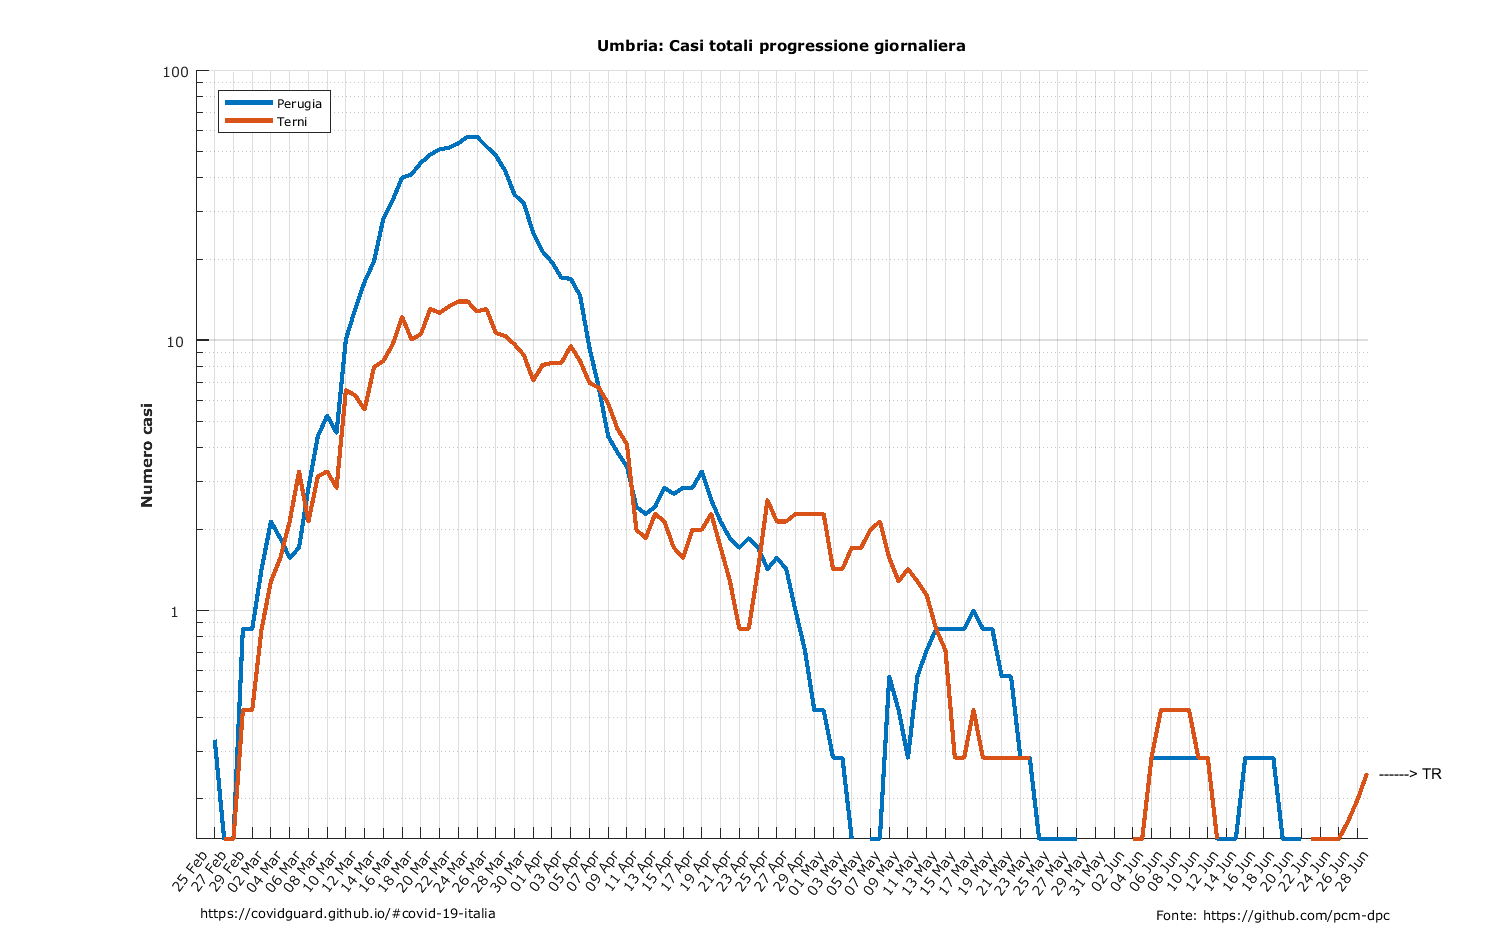 Umbria: Casi totali progressione giornaliera
100
Perugia
Terni
10
Numero casi
1
------> TR
25 Feb
27 Feb
29 Feb
02 Mar
04 Mar
06 Mar
08 Mar
10 Mar
12 Mar
14 Mar
16 Mar
18 Mar
20 Mar
22 Mar
24 Mar
26 Mar
28 Mar
30 Mar
01 Apr
03 Apr
05 Apr
07 Apr
09 Apr
11 Apr
13 Apr
15 Apr
17 Apr
19 Apr
21 Apr
23 Apr
25 Apr
27 Apr
29 Apr
01 May
03 May
05 May
07 May
09 May
11 May
13 May
15 May
17 May
19 May
21 May
23 May
25 May
27 May
29 May
31 May
02 Jun
04 Jun
06 Jun
08 Jun
10 Jun
12 Jun
14 Jun
16 Jun
18 Jun
20 Jun
22 Jun
24 Jun
26 Jun
28 Jun
https://covidguard.github.io/#covid-19-italia
Fonte: https://github.com/pcm-dpc